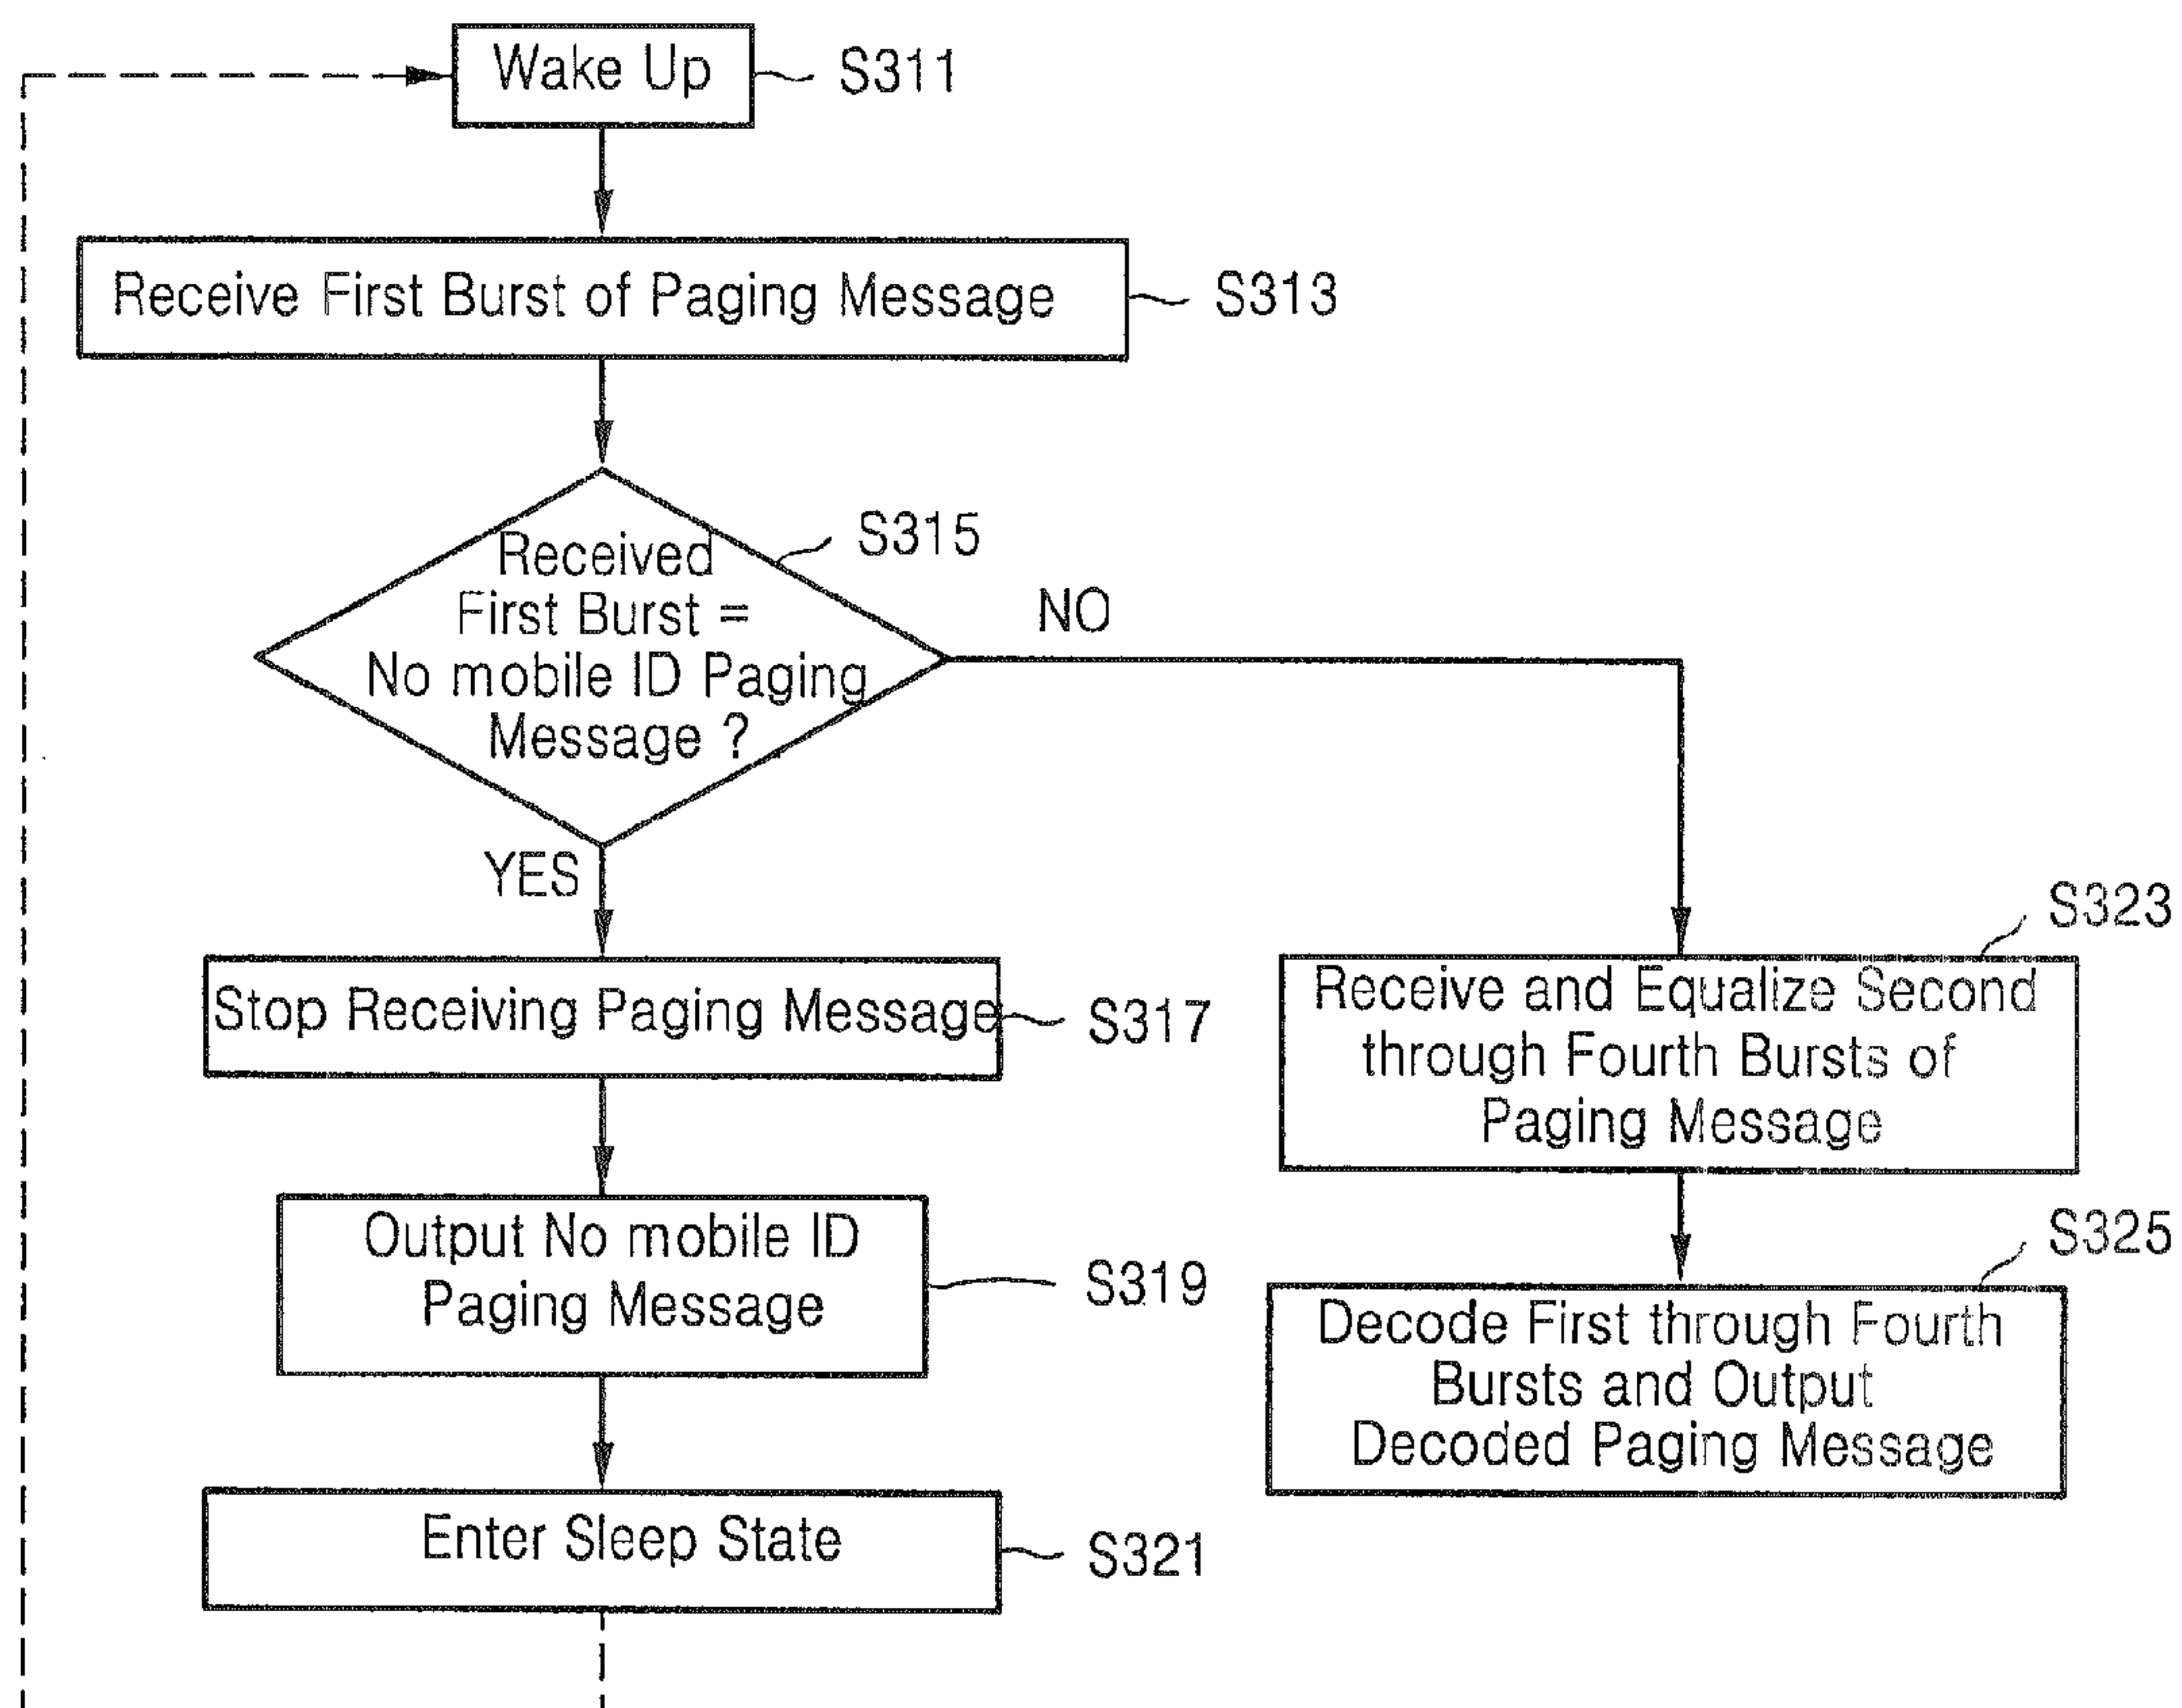 Wake Up
S311
Receive First Burst of Paging Message
S313
Received
First Burst =
No mobile ID Paging
Message ?
S315
NO
YES
Stop Receiving Paging Message
S317
Output No mobile ID
Paging Message
S319
Enter Sleep State
S321
S323
Receive and Equalize Second
through Fourth Bursts of
Paging Message
S325
Decode First through Fourth
Bursts and Output
Decoded Paging Message